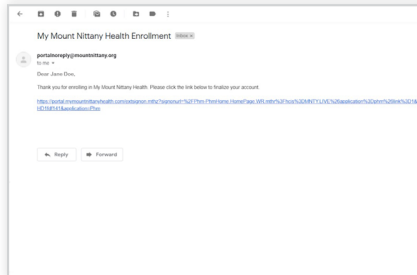 My Mount Nittany Health Enrollment Inbox x
portalnoreply@mountnittany.org
to me
Dear Jane Doe,
Thank you for enrolling in My Mount Nittany Health. Please click the link below to finalize your account.
Reply Forward